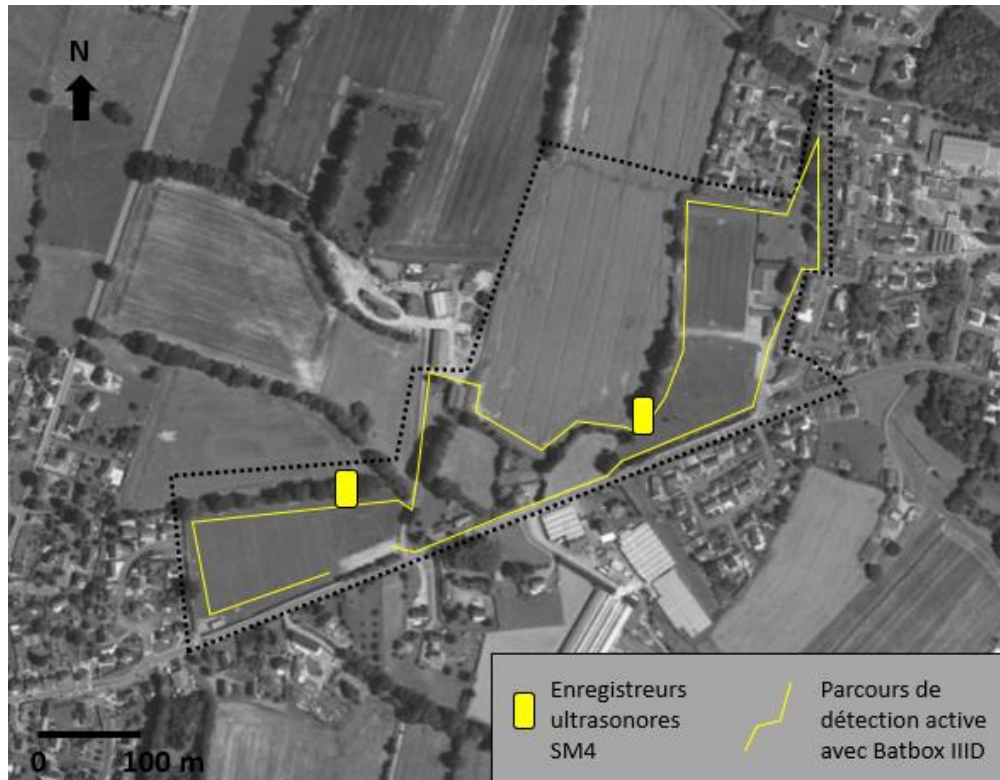 N
0 100 m
Enregistreurs
ultrasonores
SM4
Parcours de
détection active
avec Batbox IIID